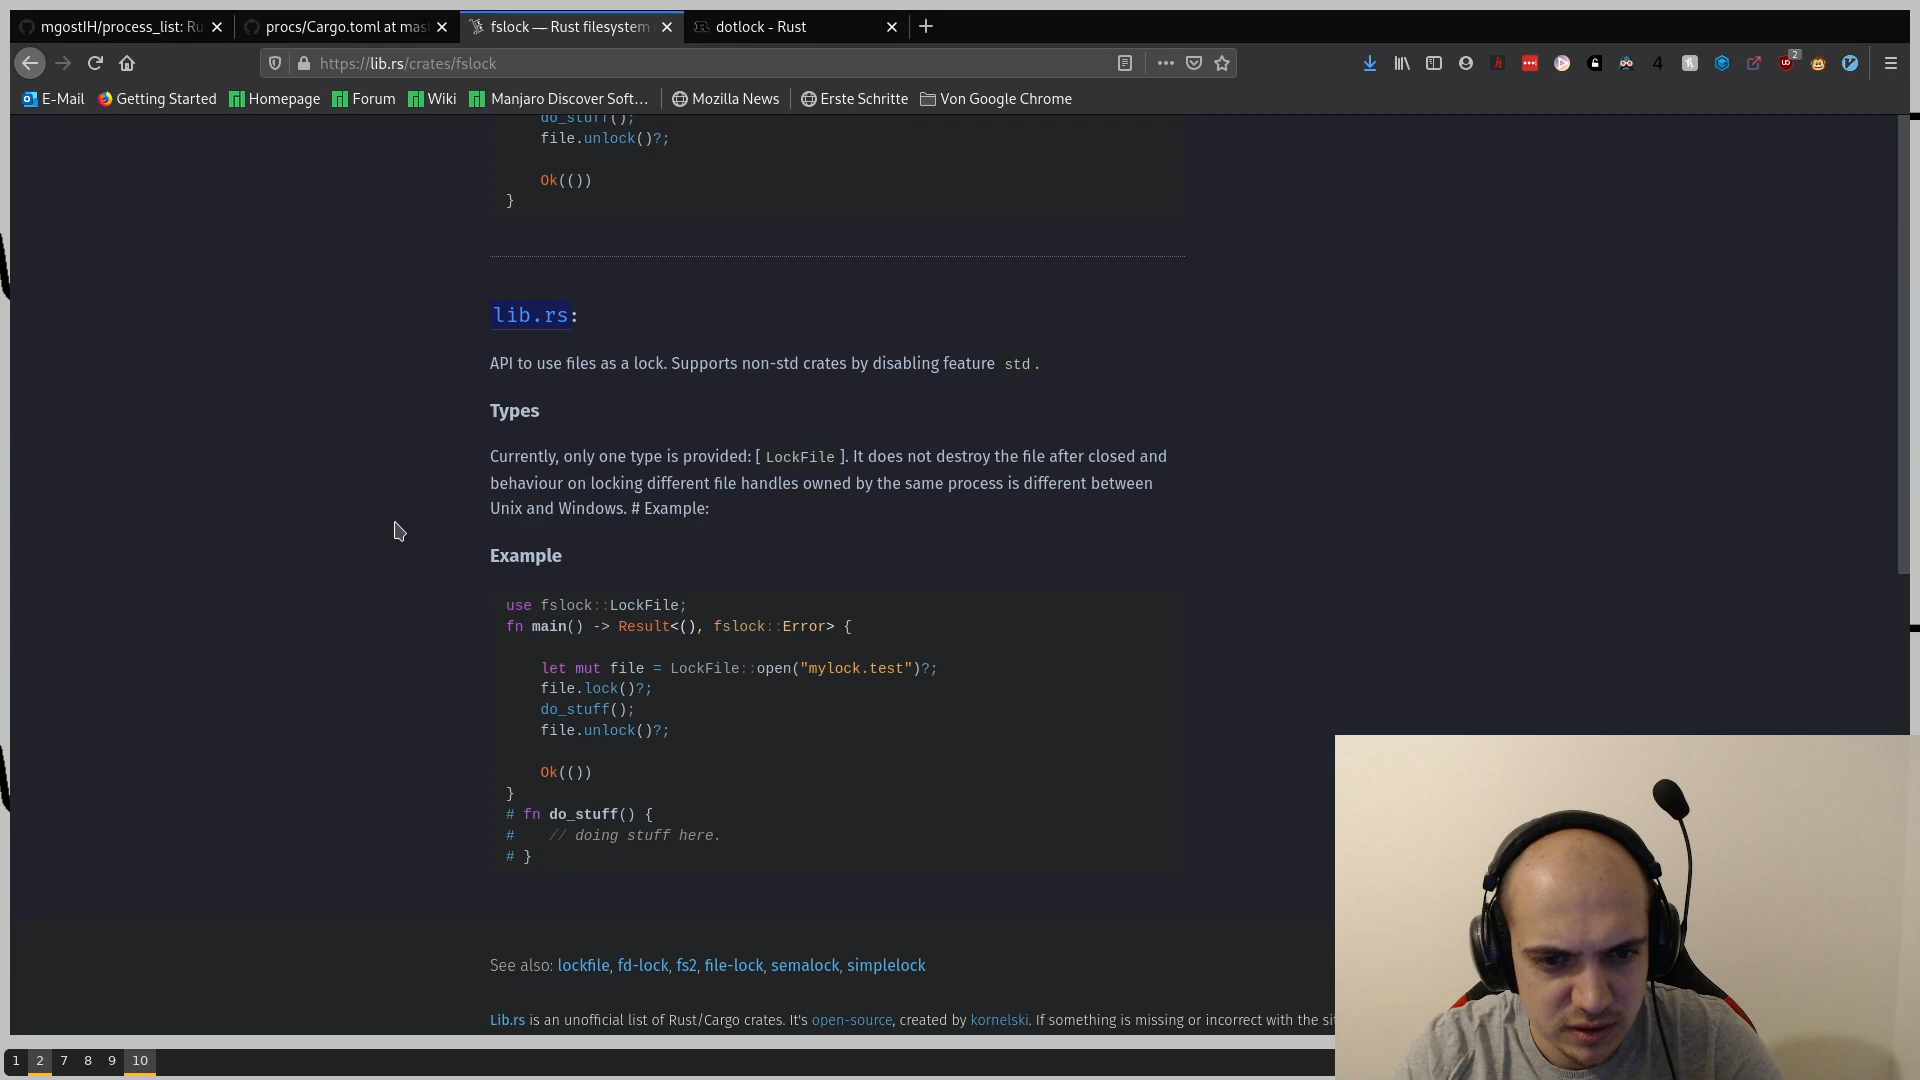 mgostIH/process_list: Ru
procs/Cargo.toml at mas
fslock — Rust filesystem
dotlock - Rust
https://lib.rs/crates/fslock
4
2
E-Mail
Getting Started
Homepage
Forum
Wiki
Manjaro Discover Soft…
Mozilla News
Erste Schritte
Von Google Chrome
do_stuff();
file.unlock()?;
Ok(())
}
lib.rs:
API to use files as a lock. Supports non-std crates by disabling feature std.
Types
Currently, only one type is provided: [ LockFile ]. It does not destroy the file after closed and
behaviour on locking different file handles owned by the same process is different between
Unix and Windows. # Example:
Example
use fslock::LockFile;
fn main() -> Result<(), fslock::Error> {
let mut file = LockFile::open("mylock.test")?;
file.lock()?;
do_stuff();
file.unlock()?;
Ok(())
}
# fn do_stuff() {
#    // doing stuff here.
# }
See also: lockfile, fd-lock, fs2, file-lock, semalock, simplelock
Lib.rs is an unofficial list of Rust/Cargo crates. It's open-source, created by kornelski. If something is missing or incorrect with the si
1 2 7 8 9 10